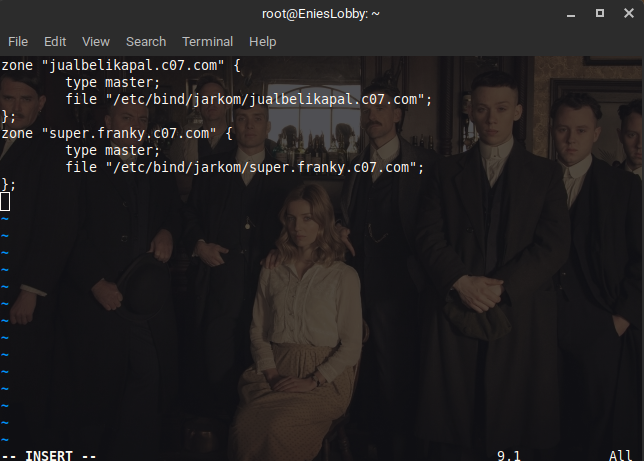 root@EniesLobby: ~
File Edit View Search Terminal Help
zone "jualbelikapal.c07.com" {
        type master;
        file "/etc/bind/jarkom/jualbelikapal.c07.com";
};
zone "super.franky.c07.com" {
        type master;
        file "/etc/bind/jarkom/super.franky.c07.com";
};
~
~
~
~
~
~
~
~
~
~
~
~
~
~
-- INSERT -- 9,1 All